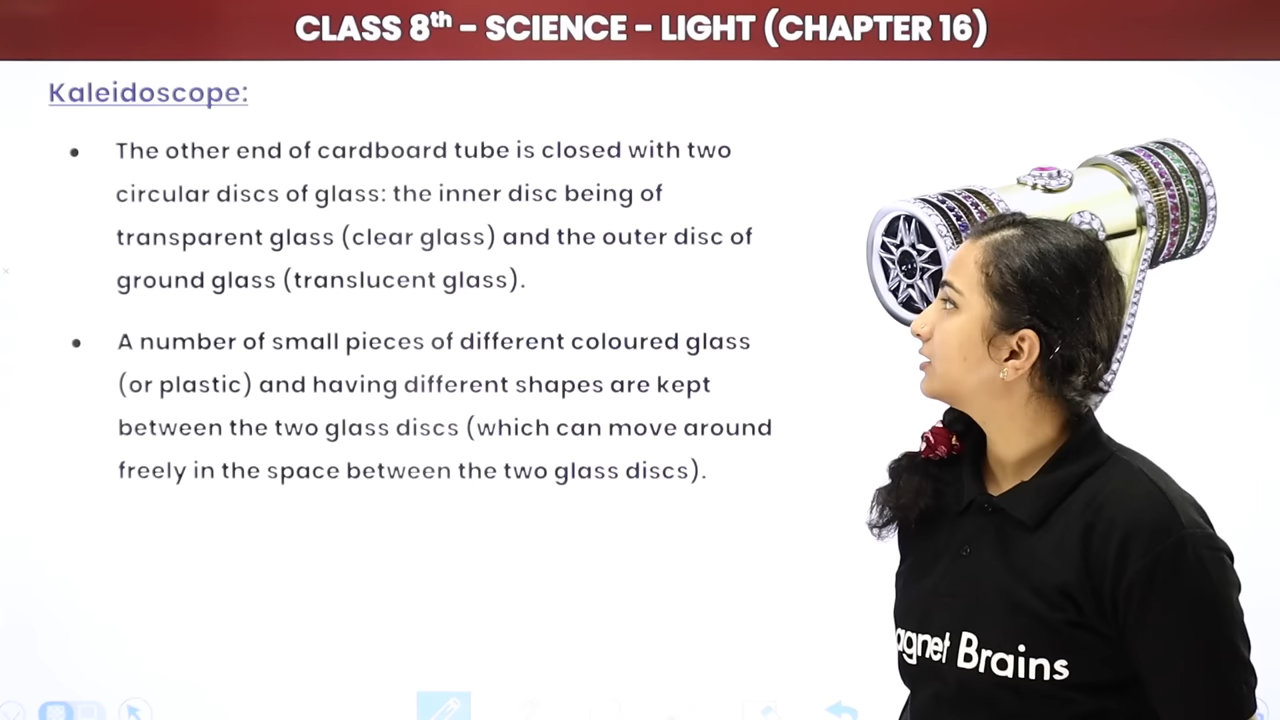 CLASS 8th - SCIENCE - LIGHT (CHAPTER 16)
Kaleidoscope:
• The other end of cardboard tube is closed with two
circular discs of glass: the inner disc being of
transparent glass (clear glass) and the outer disc of
ground glass (translucent glass).
• A number of small pieces of different coloured glass
(or plastic) and having different shapes are kept
between the two glass discs (which can move around
freely in the space between the two glass discs).
agnet Brains